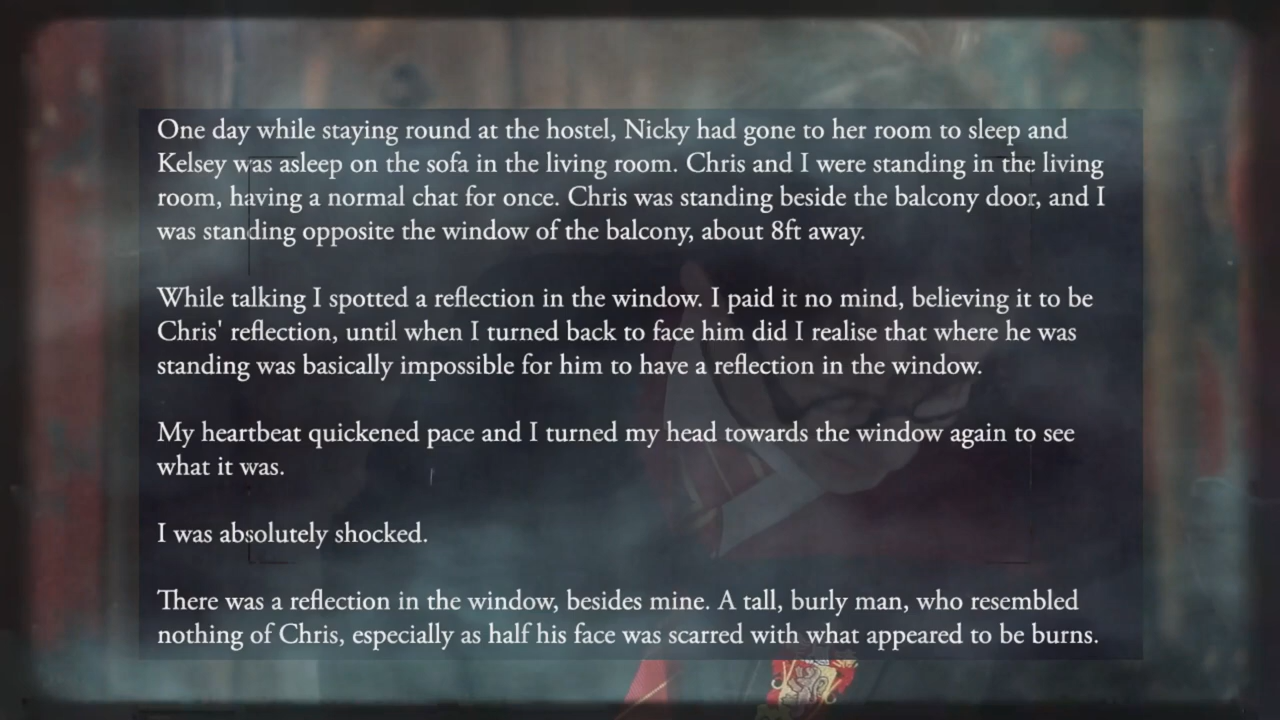 One day while staying round at the hostel, Nicky had gone to her room to sleep and
Kelsey was asleep on the sofa in the living room. Chris and I were standing in the living
room, having a normal chat for once. Chris was standing beside the balcony door, and I
was standing opposite the window of the balcony, about 8ft away.
While talking I spotted a reflection in the window. I paid it no mind, believing it to be
Chris' reflection, until when I turned back to face him did I realise that where he was
standing was basically impossible for him to have a reflection in the window.
My heartbeat quickened pace and I turned my head towards the window again to see
what it was.
I was absolutely shocked.
There was a reflection in the window, besides mine. A tall, burly man, who resembled
nothing of Chris, especially as half his face was scarred with what appeared to be burns.